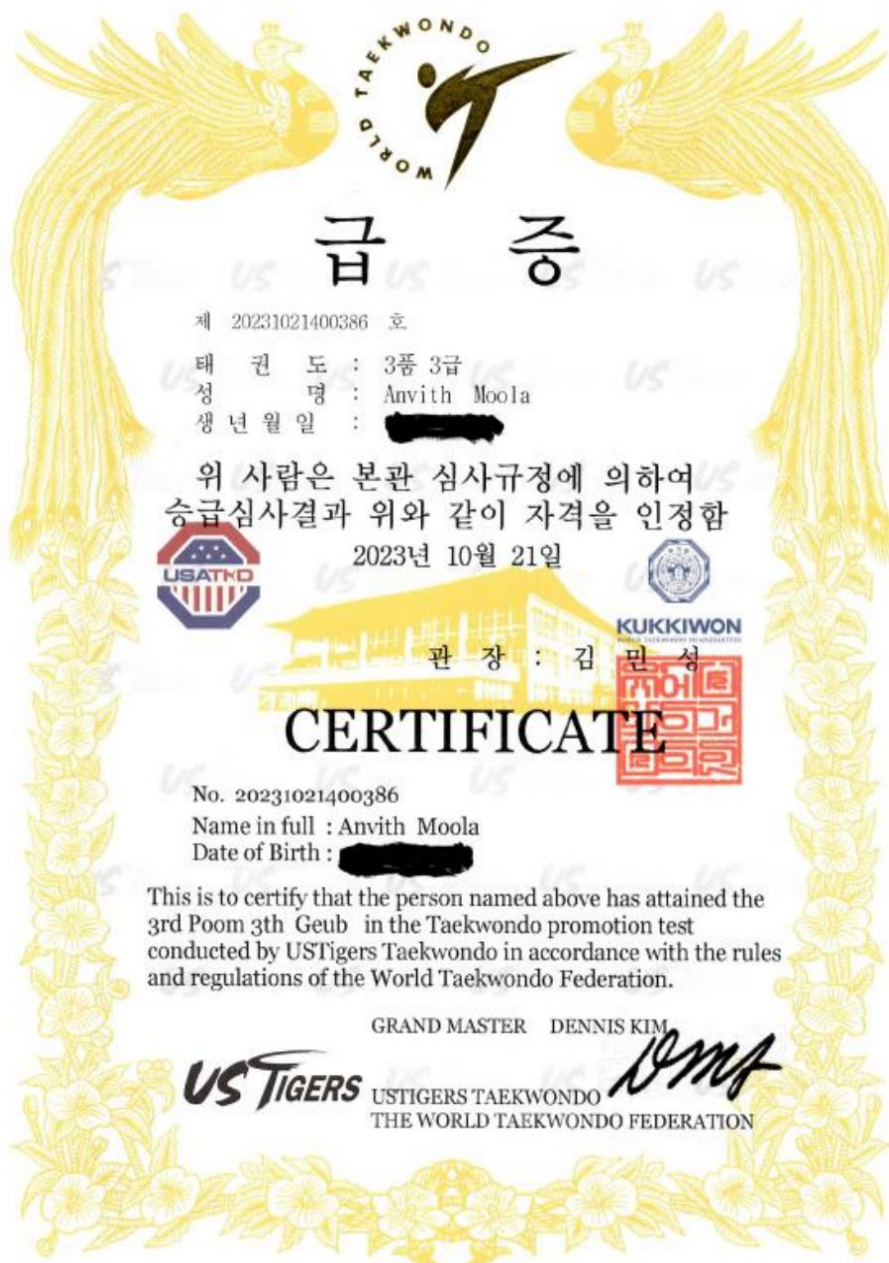 WORLD TAEKWONDO
급 증
제 20231021400386 호
태 권 도 : 3품 3급
성 명 : Anvith Moola
생 년 월 일 :
위 사람은 본관 심사규정에 의하여
승급심사결과 위와 같이 자격을 인정함
2023년 10월 21일
USATKD
KUKKIWON
WORLD TAEKWONDO HEADQUARTERS
관 장 : 김 민 성
CERTIFICATE
No. 20231021400386
Name in full : Anvith Moola
Date of Birth :
This is to certify that the person named above has attained the
3rd Poom 3th Geub in the Taekwondo promotion test
conducted by USTigers Taekwondo in accordance with the rules
and regulations of the World Taekwondo Federation.
GRAND MASTER DENNIS KIM
US TIGERS
USTIGERS TAEKWONDO
THE WORLD TAEKWONDO FEDERATION